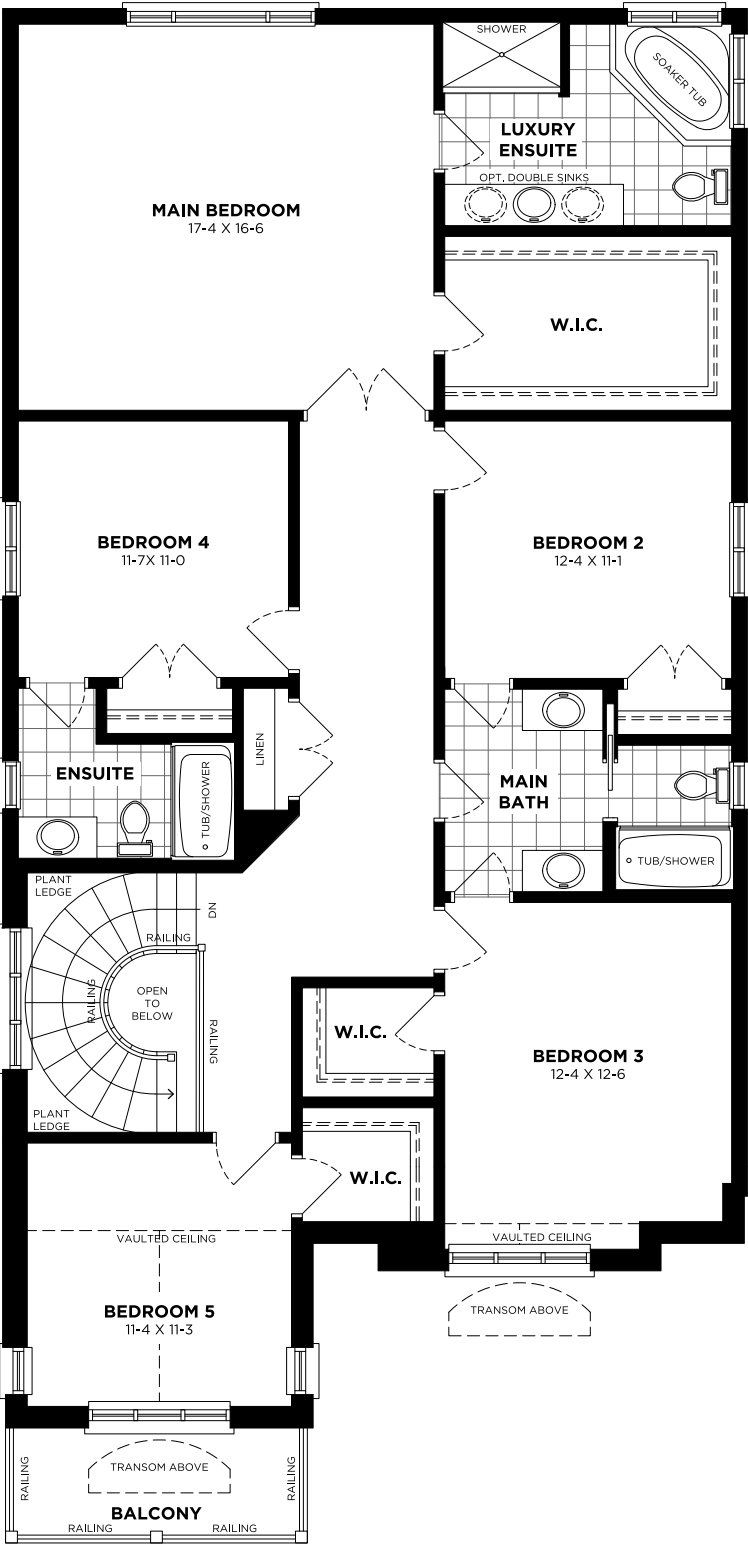 SHOWER
SOAKER TUB
LUXURY
ENSUITE
OPT. DOUBLE SINKS
MAIN BEDROOM
17-4 X 16-6
W.I.C.
BEDROOM 4
11-7X 11-0
BEDROOM 2
12-4 X 11-1
LINEN
ENSUITE
TUB/SHOWER
MAIN
BATH
TUB/SHOWER
PLANT
LEDGE
DN
RAILING
RAILING
OPEN
TO
BELOW
RAILING
W.I.C.
BEDROOM 3
12-4 X 12-6
PLANT
LEDGE
W.I.C.
VAULTED CEILING
VAULTED CEILING
BEDROOM 5
11-4 X 11-3
TRANSOM ABOVE
TRANSOM ABOVE
RAILING
RAILING
BALCONY
RAILING
RAILING